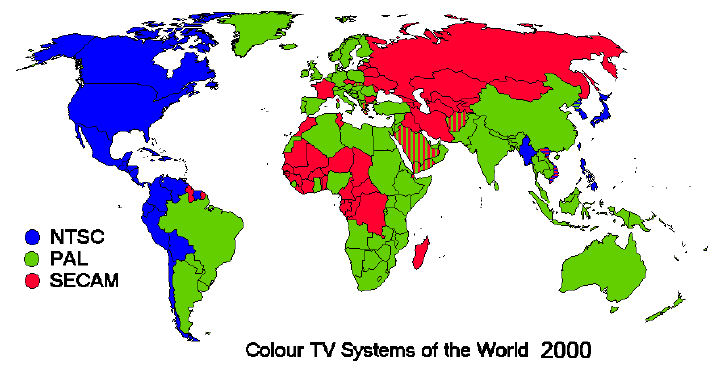 NTSC
PAL
SECAM
Colour TV Systems of the World 2000